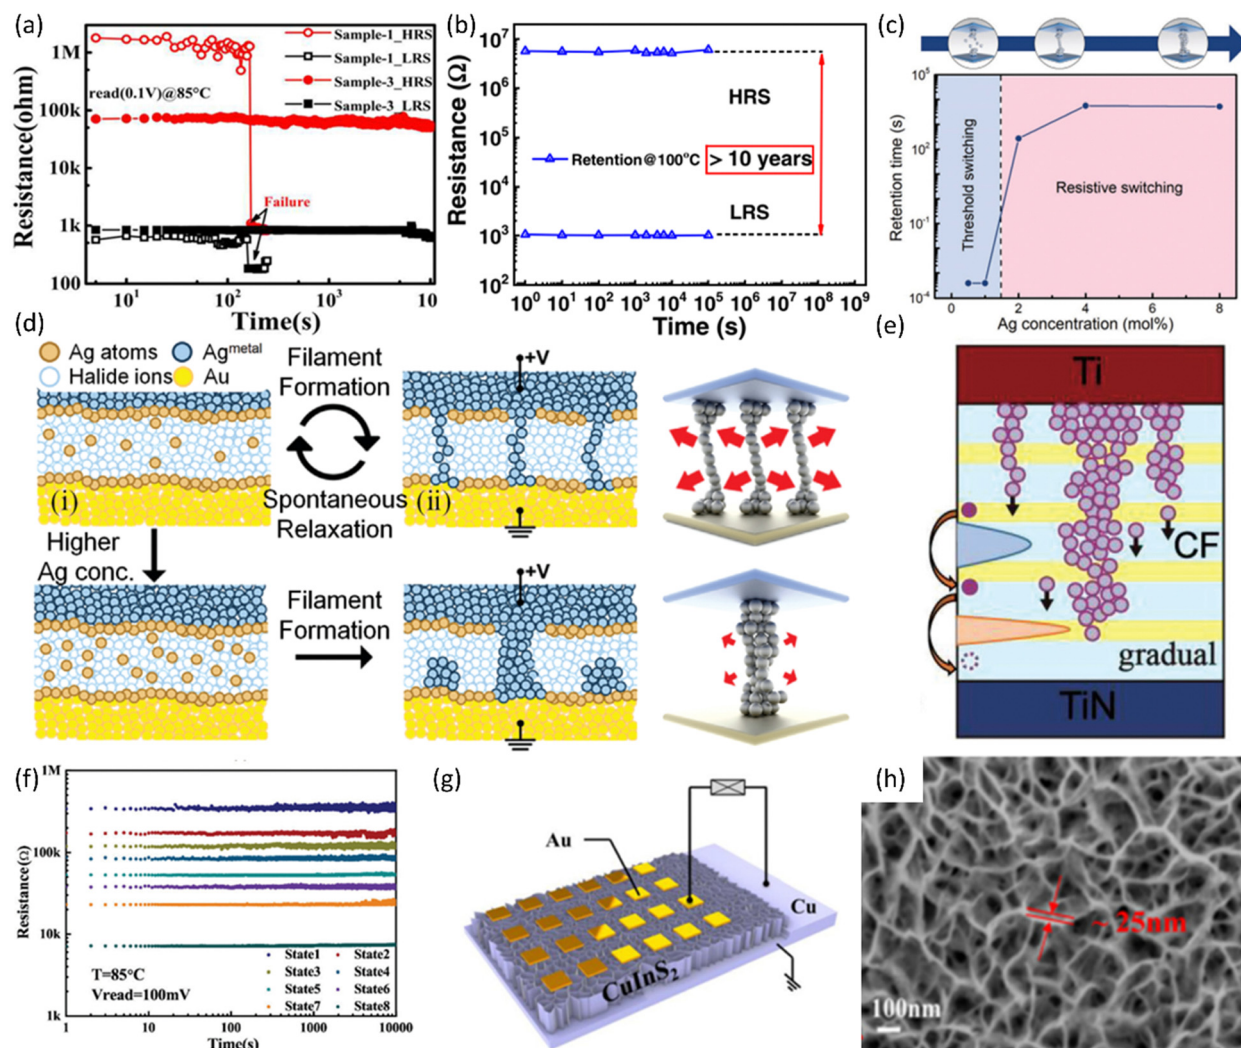 (a)
Resistance(ohm)
1M
100k
10k
1k
100
Sample-1_HRS
Sample-1_LRS
Sample-3_HRS
Sample-3_LRS
read(0.1V)@85°C
Failure
10¹ 10² 10³ 10
Time(s)
(b)
Resistance (Ω)
10⁷
10⁶
10⁵
10⁴
10³
10²
HRS
Retention@100°C > 10 years
LRS
10⁰ 10¹ 10² 10³ 10⁴ 10⁵ 10⁶ 10⁷ 10⁸ 10⁹
Time (s)
(c)
Retention time (s)
10⁵
10²
10⁻¹
10⁻⁴
Threshold switching
Resistive switching
0 2 4 6 8
Ag concentration (mol%)
(d)
Ag atoms Agᵐᵉᵗᵃˡ
Halide ions Au
Filament
Formation
Spontaneous
Relaxation
(i)
(ii)
+V
Higher
Ag conc.
Filament
Formation
+V
(e)
Ti
CF
gradual
TiN
(f)
Resistance(Ω)
1M
100k
10k
1k
T=85°C
Vread=100mV
State1 State2
State3 State4
State5 State6
State7 State8
1 10 100 1000 10000
Time(s)
(g)
Au
Cu
CuInS₂
(h)
~ 25nm
100nm